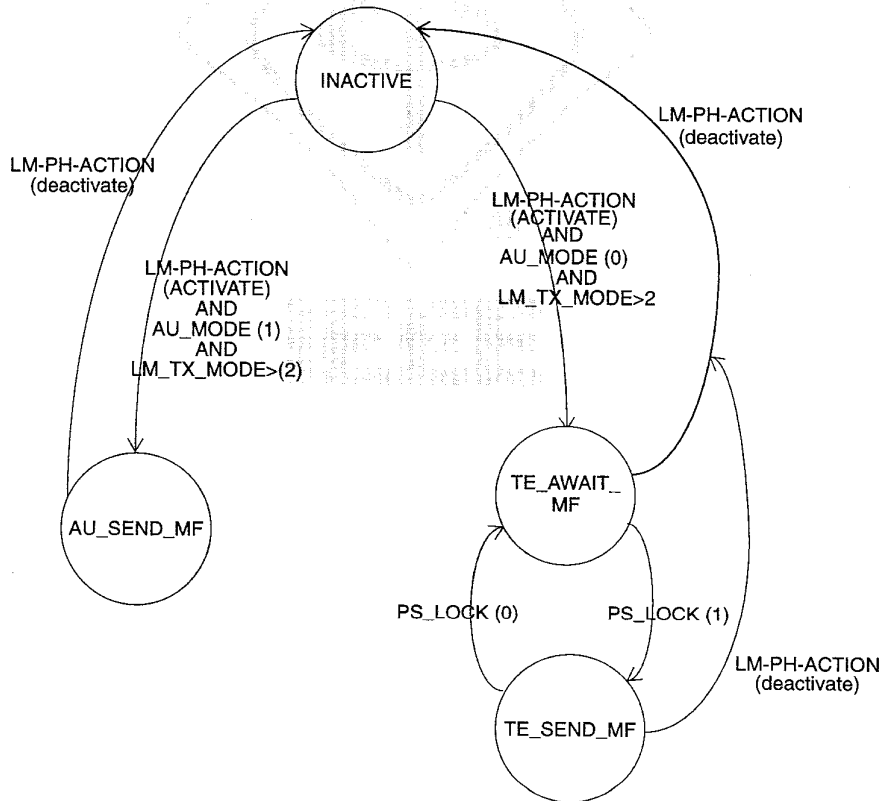 INACTIVE
LM-PH-ACTION
(deactivate)
LM-PH-ACTION
(deactivate)
LM-PH-ACTION
(ACTIVATE)
AND
AU_MODE (0)
AND
LM_TX_MODE>2
LM-PH-ACTION
(ACTIVATE)
AND
AU_MODE (1)
AND
LM_TX_MODE>(2)
TE_AWAIT_
MF
AU_SEND_MF
PS_LOCK (0)
PS_LOCK (1)
LM-PH-ACTION
(deactivate)
TE_SEND_MF